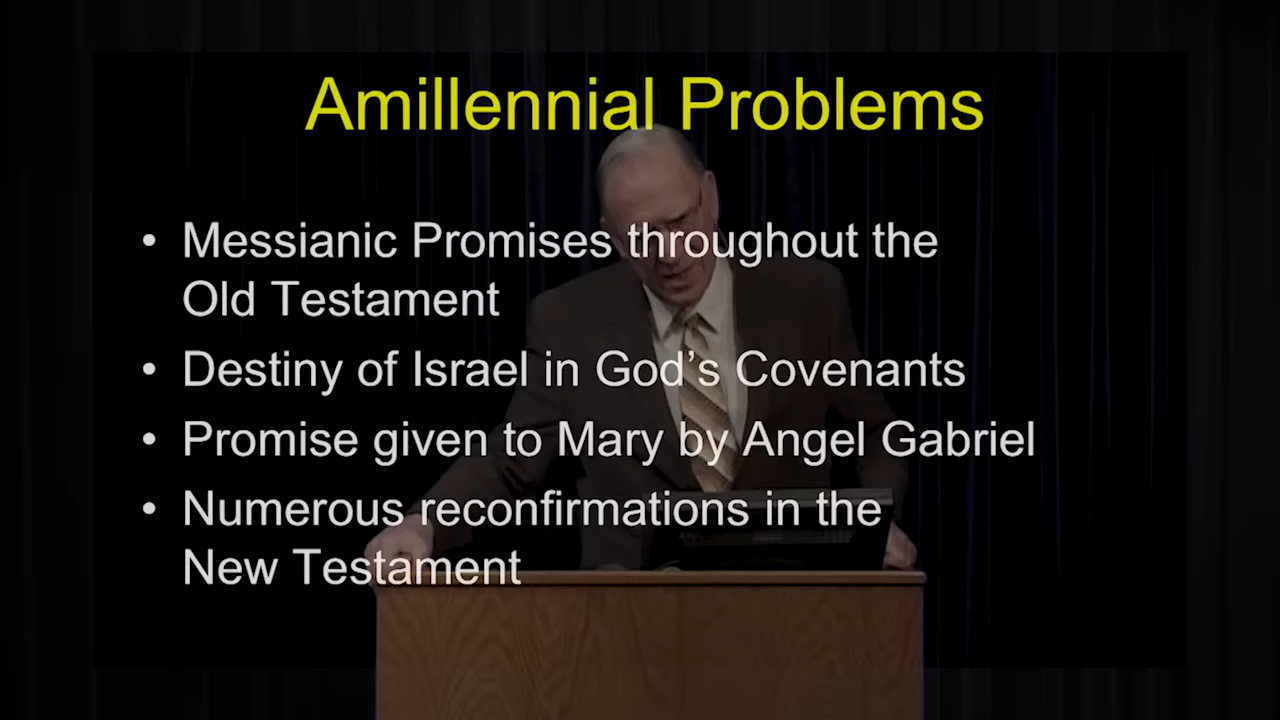 Amillennial Problems
• Messianic Promises throughout the
Old Testament
• Destiny of Israel in God’s Covenants
• Promise given to Mary by Angel Gabriel
• Numerous reconfirmations in the
New Testament